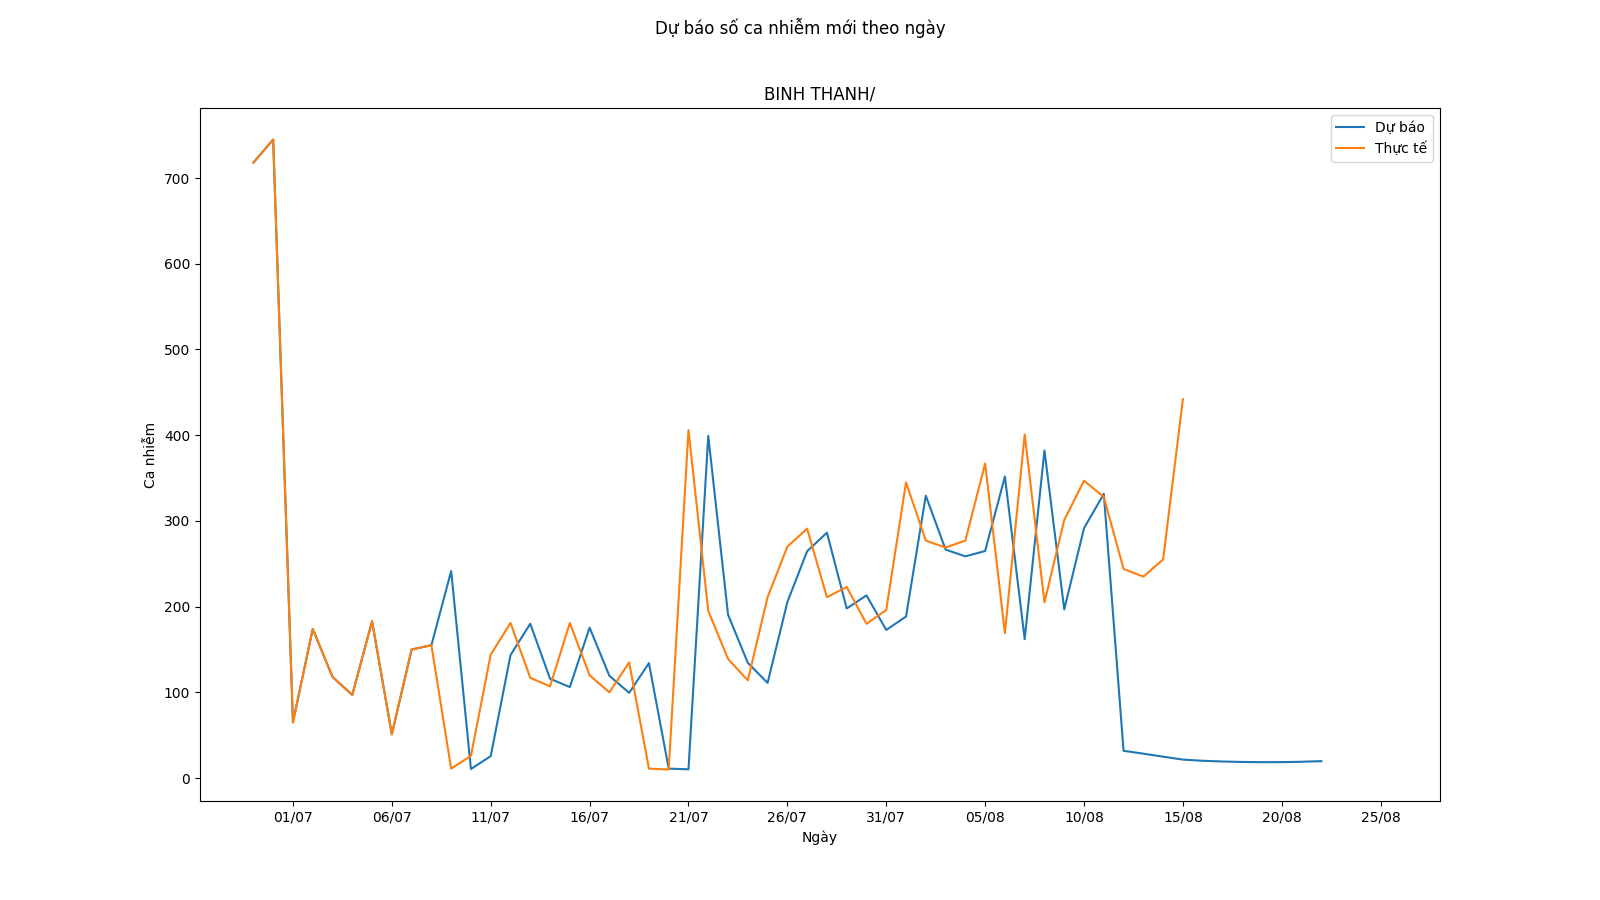 Dự báo số ca nhiễm mới theo ngày
BINH THANH/
Dự báo
Thực tế
700
600
500
400
300
200
100
0
Ca nhiễm
01/07 06/07 11/07 16/07 21/07 26/07 31/07 05/08 10/08 15/08 20/08 25/08
Ngày